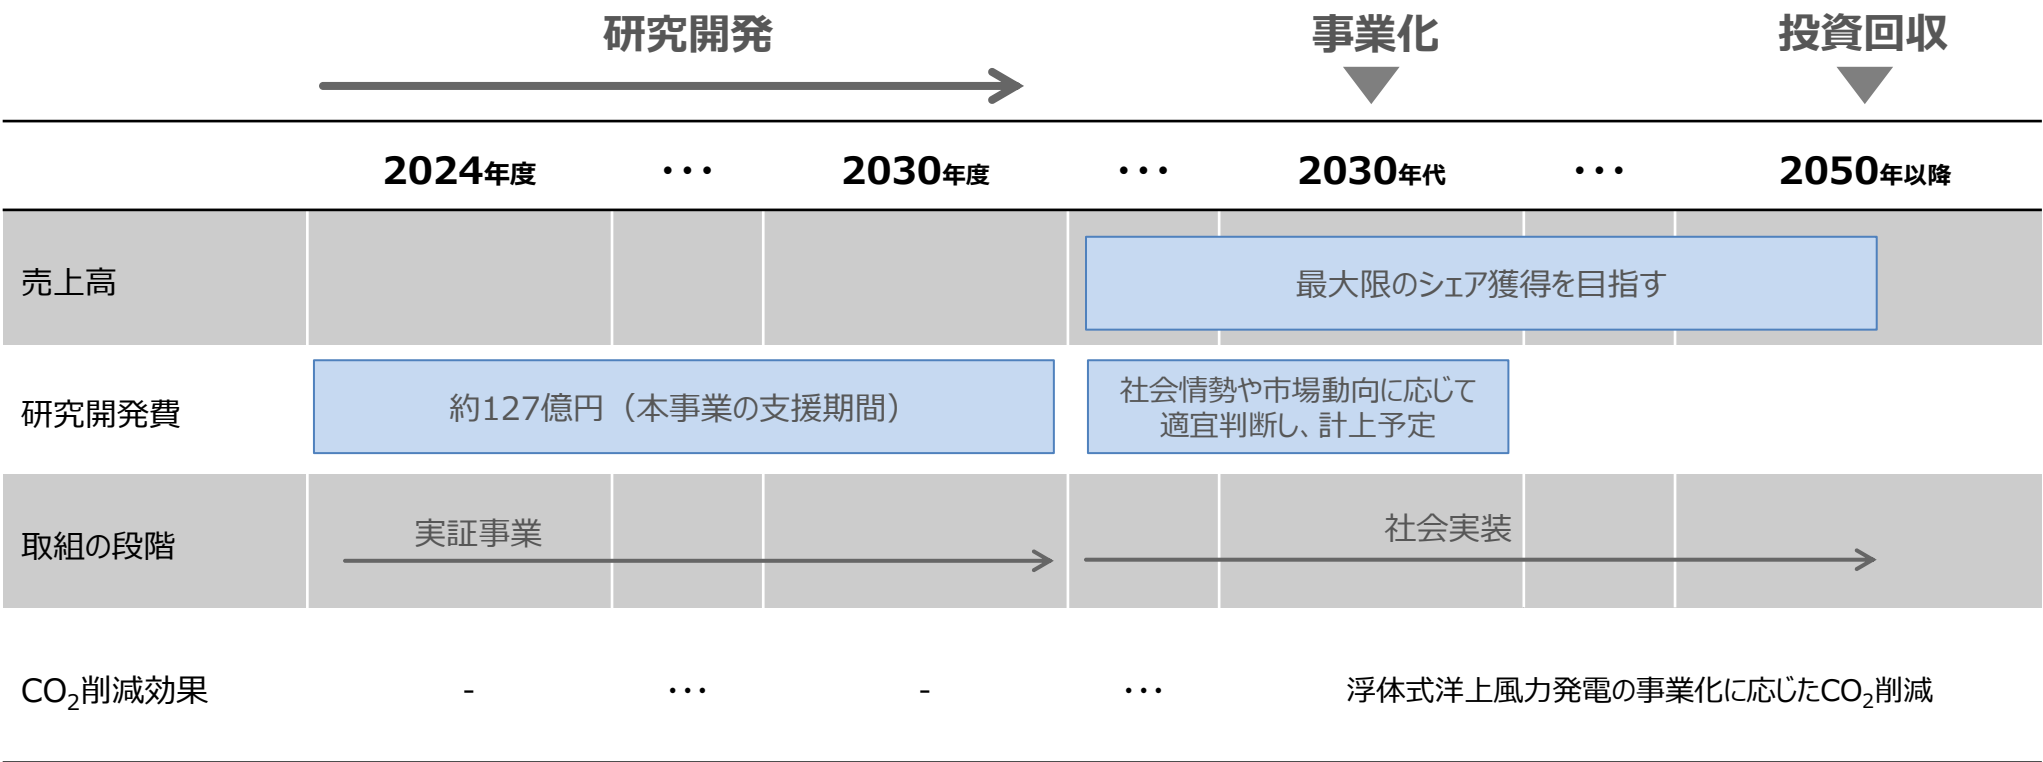 研究開発 事業化 投資回収
2024年度 ・・・ 2030年度 ・・・ 2030年代 ・・・ 2050年以降
売上高 最大限のシェア獲得を目指す
研究開発費 約127億円（本事業の支援期間） 社会情勢や市場動向に応じて
適宜判断し、計上予定
取組の段階 実証事業 社会実装
CO2削減効果 - ・・・ - ・・・ 浮体式洋上風力発電の事業化に応じたCO2削減